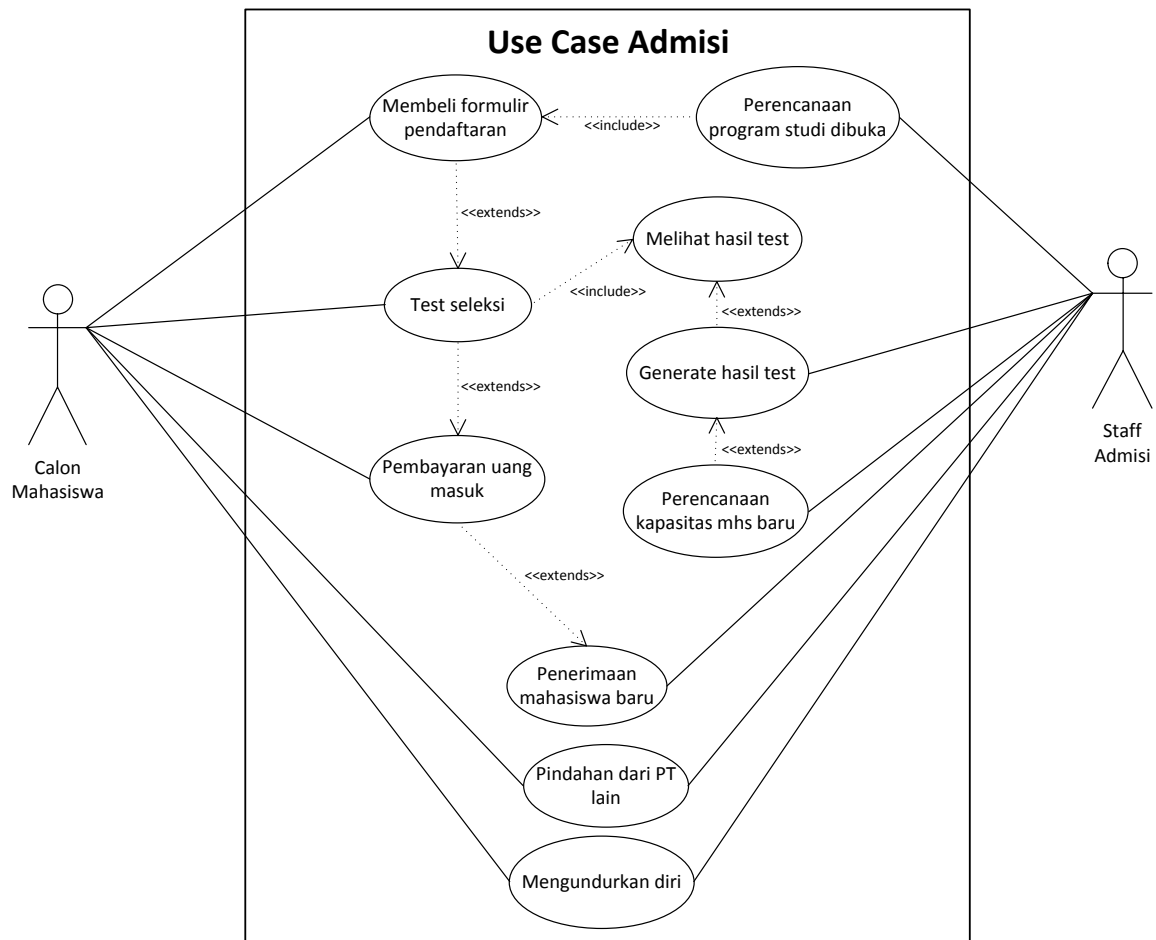 Use Case Admisi
Membeli formulir
pendaftaran
<<include>>
Perencanaan
program studi dibuka
<<extends>>
Melihat hasil test
Test seleksi
<<include>>
<<extends>>
Generate hasil test
<<extends>>
Calon
Mahasiswa
Staff
Admisi
Pembayaran uang
masuk
<<extends>>
Perencanaan
kapasitas mhs baru
<<extends>>
Penerimaan
mahasiswa baru
Pindahan dari PT
lain
Mengundurkan diri